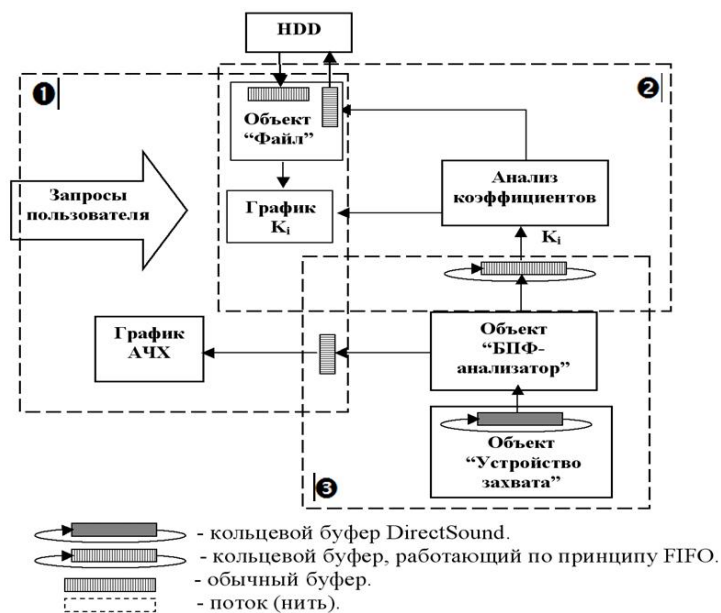 HDD
❶
❷
Объект
“Файл”
Запросы
пользователя
График
Ki
Анализ
коэффициентов
Ki
График
АЧХ
Объект
“БПФ-
анализатор”
Объект
“Устройство
захвата”
❸
- кольцевой буфер DirectSound.
- кольцевой буфер, работающий по принципу FIFO.
- обычный буфер.
- поток (нить).